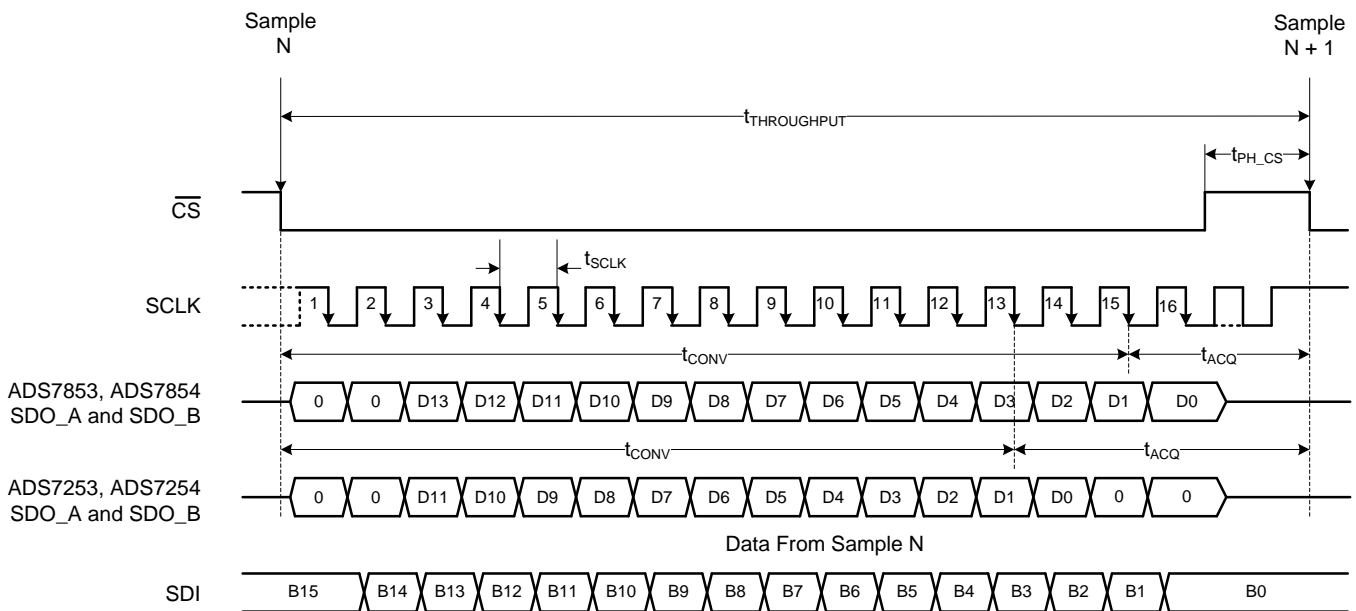 Sample
N
Sample
N + 1
tTHROUGHPUT
tPH_CS
CS
tSCLK
SCLK
1 2 3 4 5 6 7 8 9 10 11 12 13 14 15 16
tCONV tACQ
ADS7853, ADS7854
SDO_A and SDO_B
0 0 D13 D12 D11 D10 D9 D8 D7 D6 D5 D4 D3 D2 D1 D0
tCONV tACQ
ADS7253, ADS7254
SDO_A and SDO_B
0 0 D11 D10 D9 D8 D7 D6 D5 D4 D3 D2 D1 D0 0 0
Data From Sample N
SDI
B15 B14 B13 B12 B11 B10 B9 B8 B7 B6 B5 B4 B3 B2 B1 B0